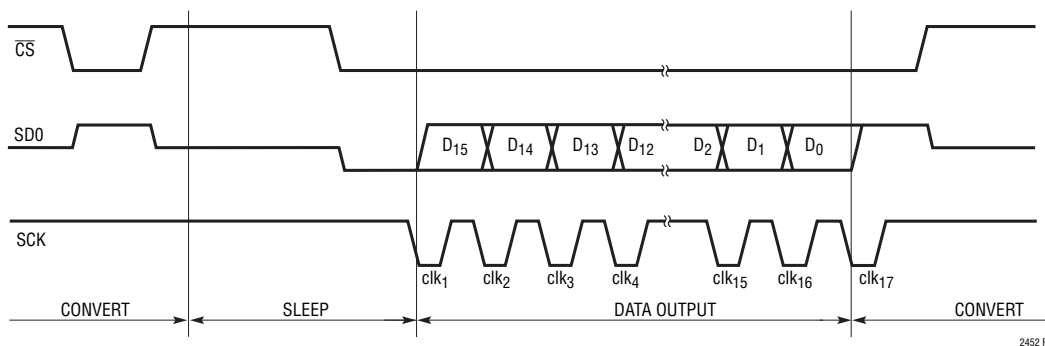 CS
SD0
D15 D14 D13 D12 D2 D1 D0
SCK
clk1 clk2 clk3 clk4 clk15 clk16 clk17
CONVERT SLEEP DATA OUTPUT CONVERT
2452 F